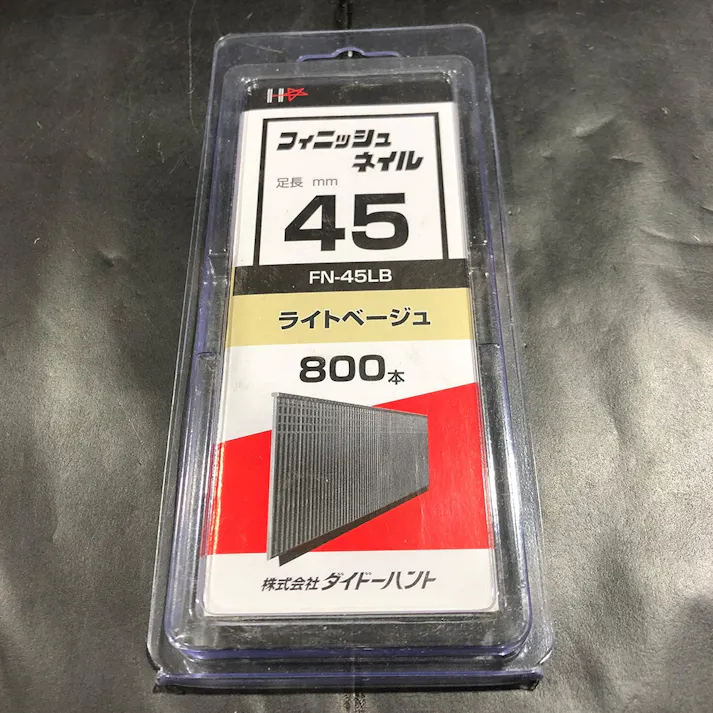 フィニッシュ
ネイル
足長 mm
45
FN-45LB
ライトベージュ
800本
株式会社 ダイドーハント